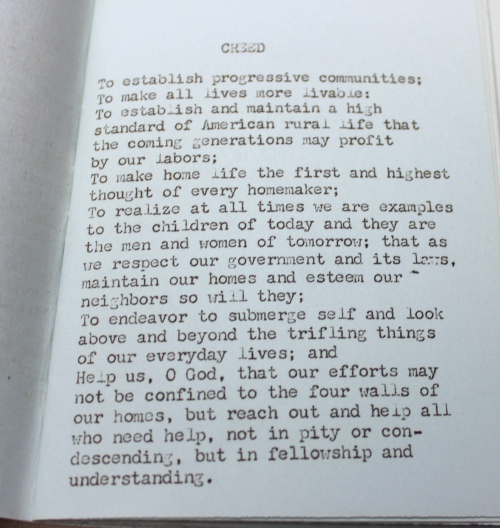 CREED
To establish progressive communities;
To make all lives more livable;
To establish and maintain a high
standard of American rural life that
the coming generations may profit
by our labors;
To make home life the first and highest
thought of every homemaker;
To realize at all times we are examples
to the children of today and they are
the men and women of tomorrow; that as
we respect our government and its laws,
maintain our homes and esteem our
neighbors so will they;
To endeavor to submerge self and look
above and beyond the trifling things
of our everyday lives; and
Help us, O God, that our efforts may
not be confined to the four walls of
our homes, but reach out and help all
who need help, not in pity or con-
descending, but in fellowship and
understanding.